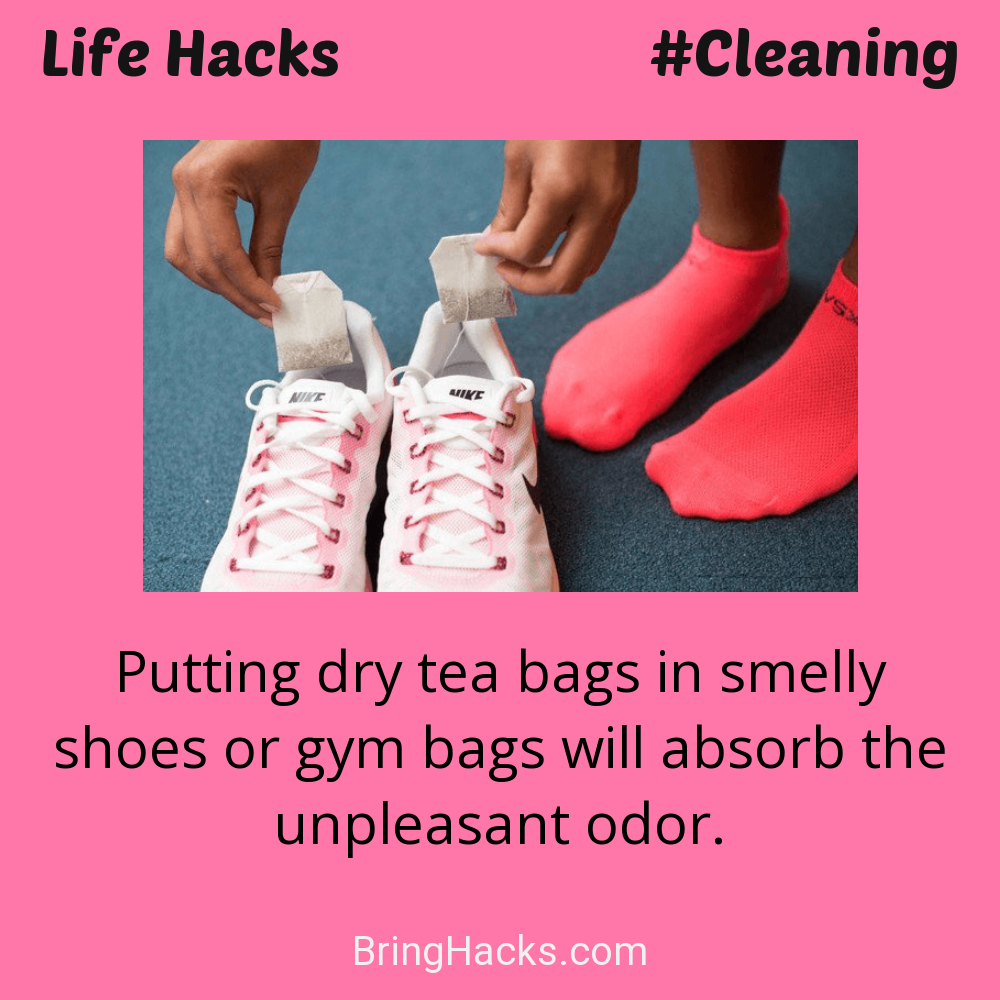 Life Hacks
#Cleaning
NIKE
NIKE
Putting dry tea bags in smelly
shoes or gym bags will absorb the
unpleasant odor.
BringHacks.com